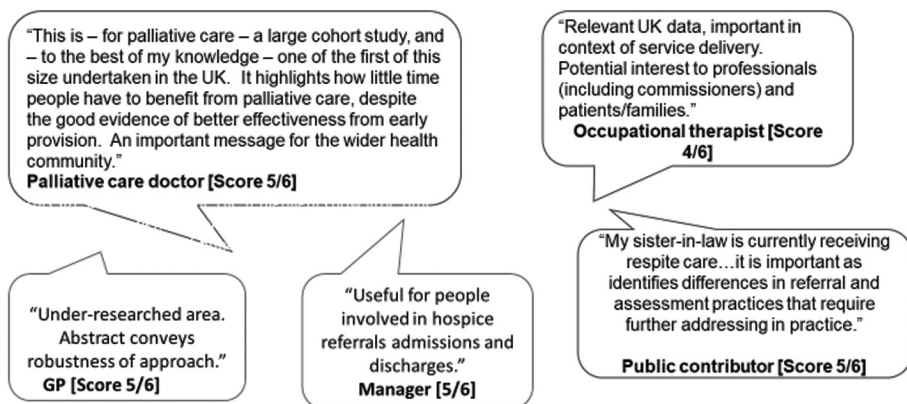 “This is – for palliative care – a large cohort study, and
– to the best of my knowledge – one of the first of this
size undertaken in the UK.  It highlights how little time
people have to benefit from palliative care, despite
the good evidence of better effectiveness from early
provision.  An important message for the wider health
community.”
Palliative care doctor [Score 5/6]
“Relevant UK data, important in
context of service delivery.
Potential interest to professionals
(including commissioners) and
patients/families.”
Occupational therapist [Score
4/6]
“Under-researched area.
Abstract conveys
robustness of approach.”
GP [Score 5/6]
“Useful for people
involved in hospice
referrals admissions and
discharges.”
Manager [5/6]
“My sister-in-law is currently receiving
respite care…it is important as
identifies differences in referral and
assessment practices that require
further addressing in practice.”
Public contributor [Score 5/6]